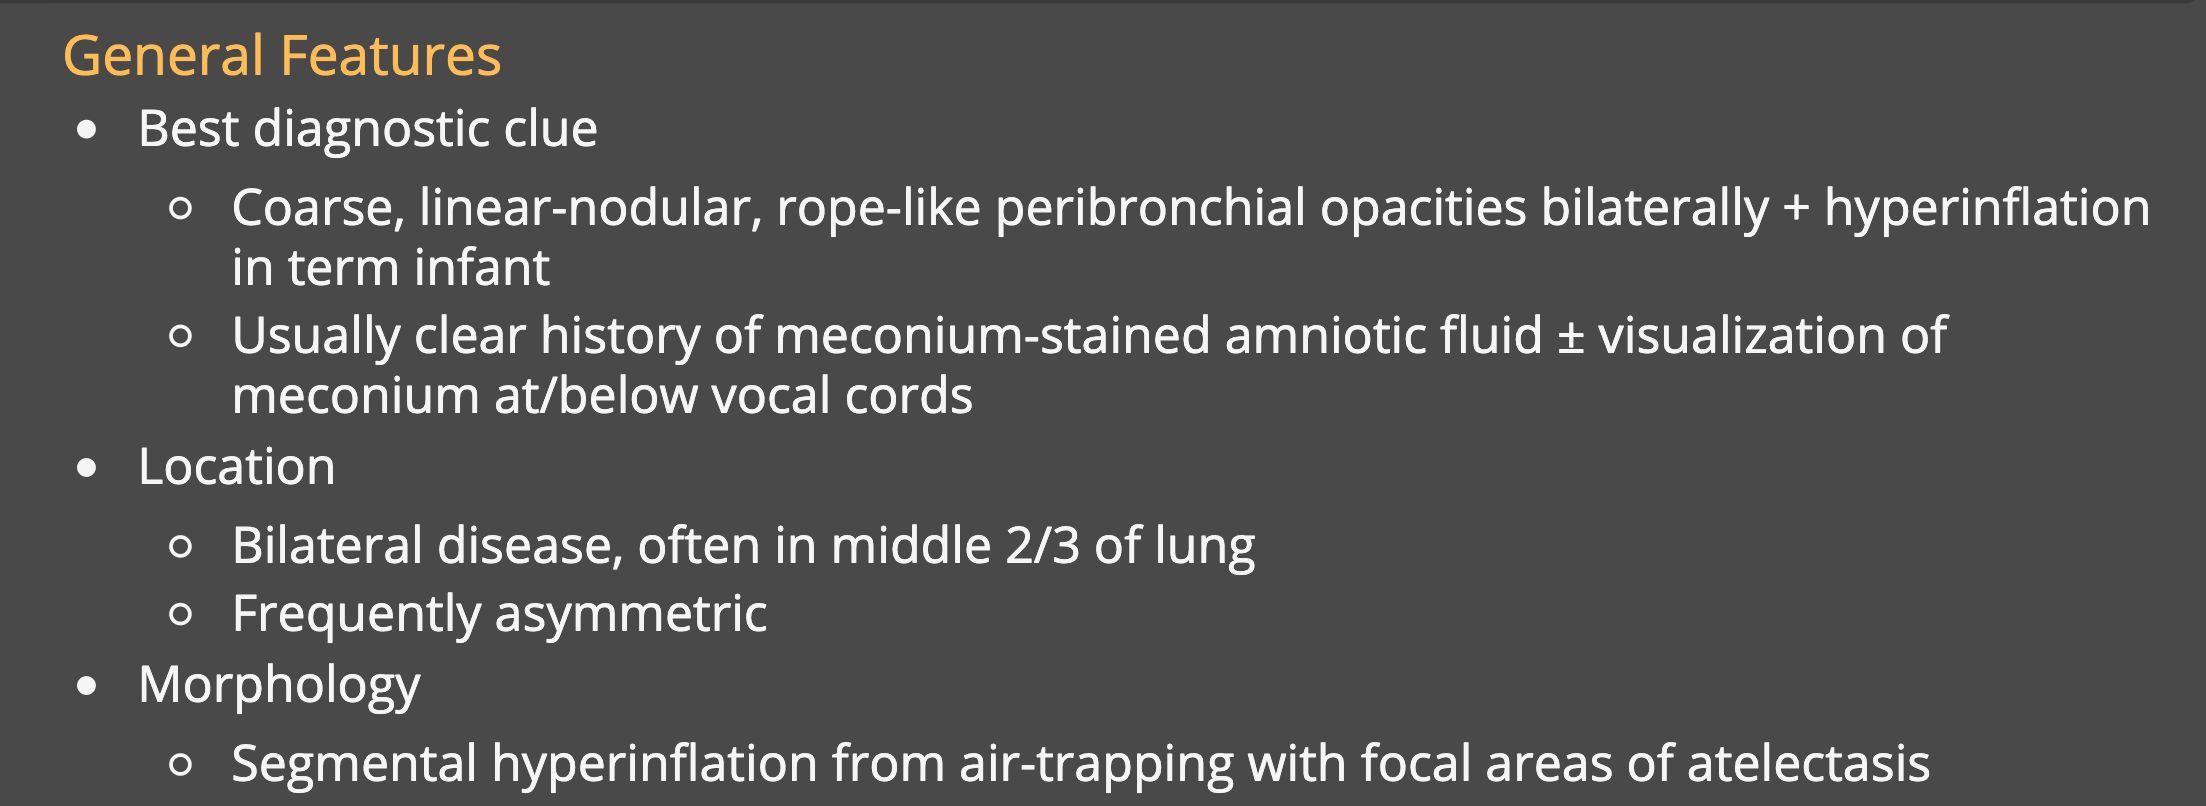 General Features
• Best diagnostic clue
○ Coarse, linear-nodular, rope-like peribronchial opacities bilaterally + hyperinflation
in term infant
○ Usually clear history of meconium-stained amniotic fluid ± visualization of
meconium at/below vocal cords
• Location
○ Bilateral disease, often in middle 2/3 of lung
○ Frequently asymmetric
• Morphology
○ Segmental hyperinflation from air-trapping with focal areas of atelectasis